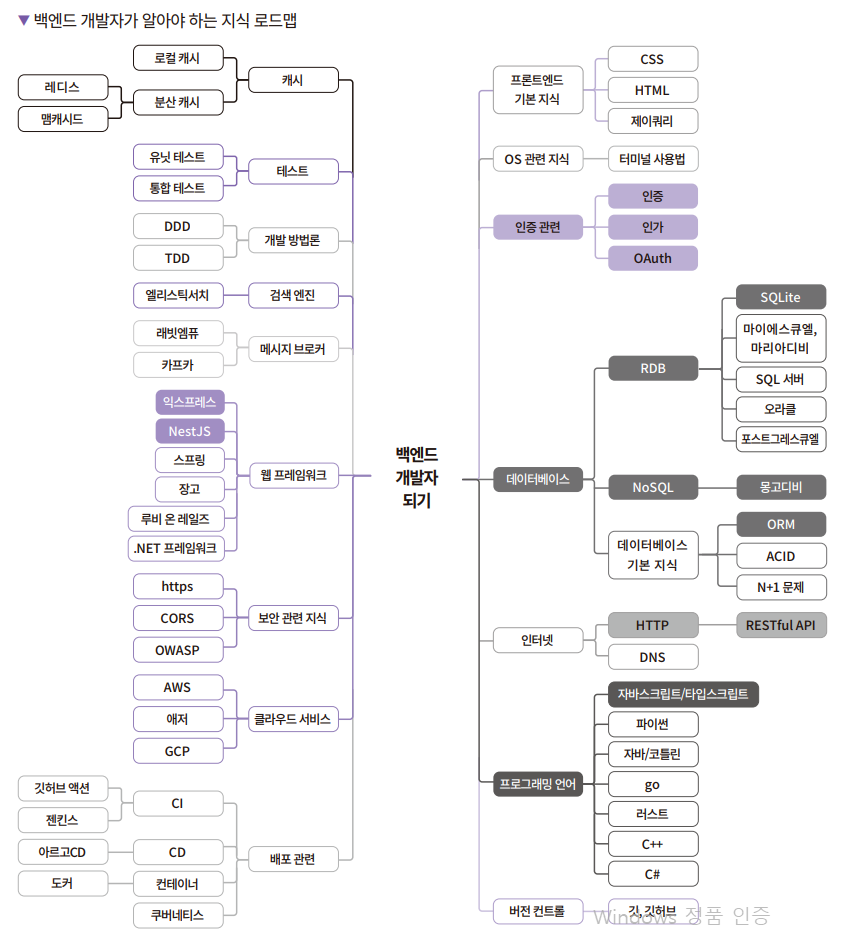 ▼ 백엔드 개발자가 알아야 하는 지식 로드맵
로컬 캐시
캐시
레디스
분산 캐시
맴캐시드
유닛 테스트
테스트
통합 테스트
DDD
개발 방법론
TDD
엘리스틱서치
검색 엔진
래빗엠큐
메시지 브로커
카프카
익스프레스
NestJS
스프링
웹 프레임워크
장고
루비 온 레일즈
.NET 프레임워크
https
CORS
보안 관련 지식
OWASP
AWS
애저
클라우드 서비스
GCP
깃허브 액션
CI
젠킨스
아르고CD
CD
배포 관련
도커
컨테이너
쿠버네티스
백엔드
개발자
되기
프론트엔드
기본 지식
CSS
HTML
제이쿼리
OS 관련 지식
터미널 사용법
인증 관련
인증
인가
OAuth
데이터베이스
RDB
SQLite
마이에스큐엘,
마리아디비
SQL 서버
오라클
포스트그레스큐엘
NoSQL
몽고디비
데이터베이스
기본 지식
ORM
ACID
N+1 문제
인터넷
HTTP
RESTful API
DNS
프로그래밍 언어
자바스크립트/타입스크립트
파이썬
자바/코틀린
go
러스트
C++
C#
버전 컨트롤
깃, 깃허브
Windows 정품 인증